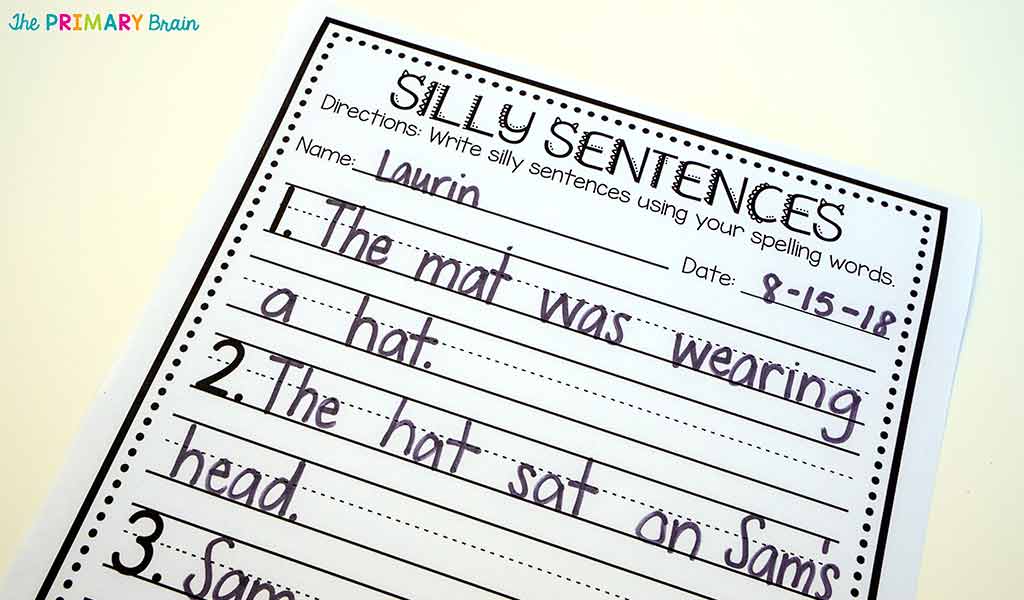 The PRIMARY Brain
SILLY SENTENCES
Directions: Write silly sentences using your spelling words.
Name: Laurin Date: 8-15-18
1. The mat was wearing
a hat.
2. The hat sat on Sam's
head.
3. Sam